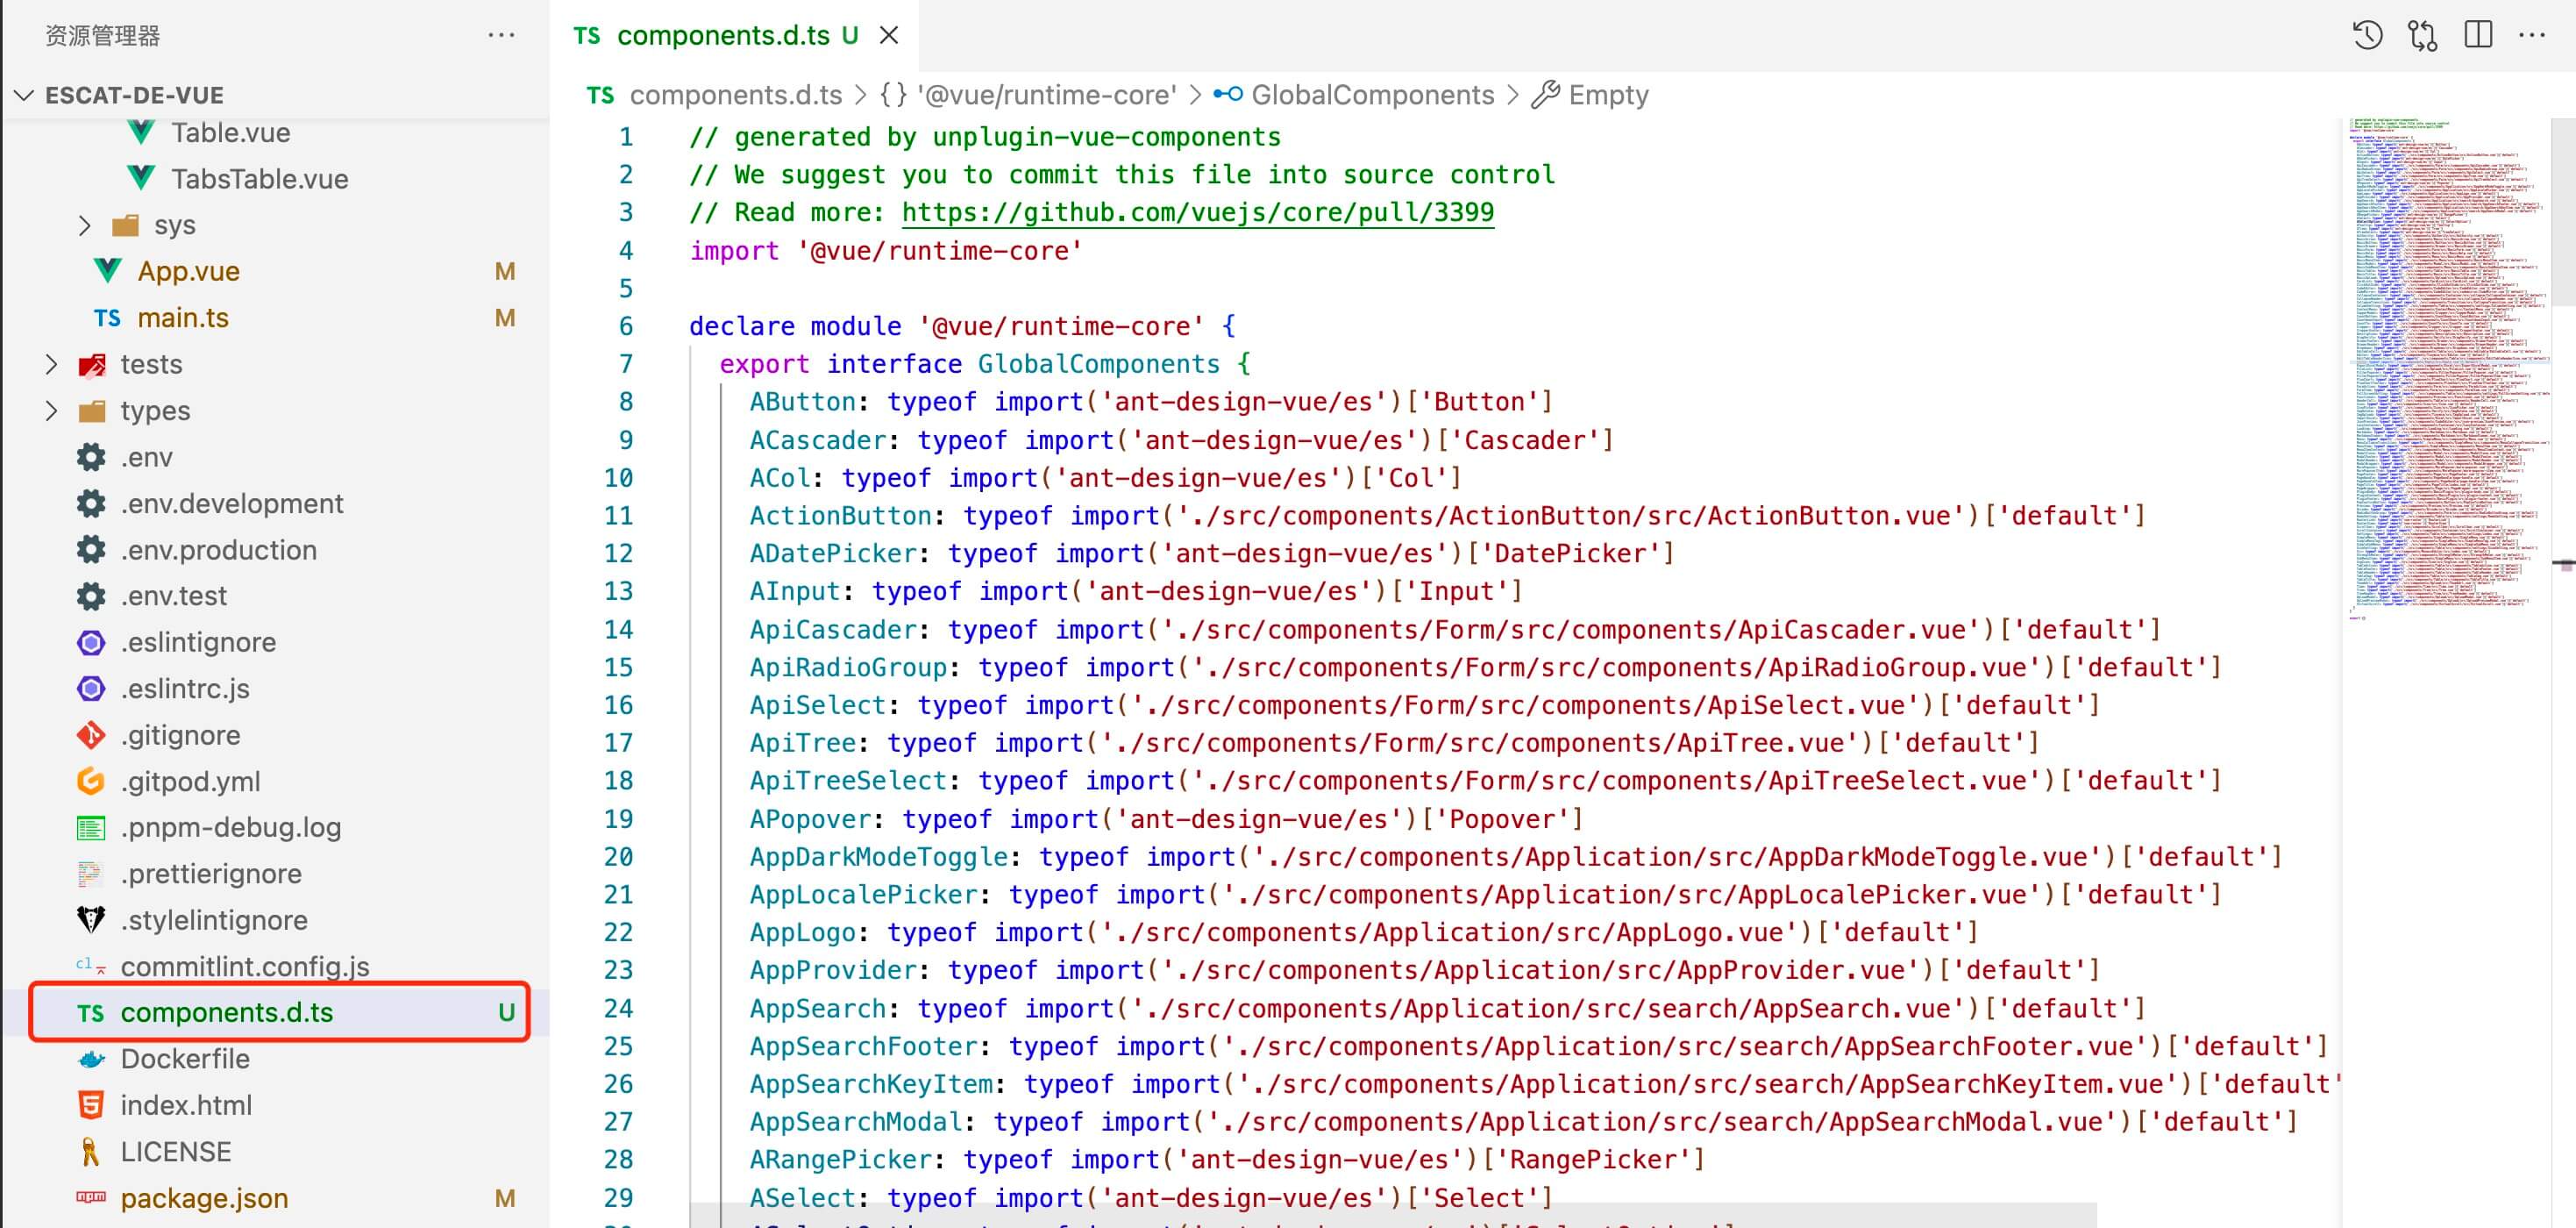 资源管理器
ESCAT-DE-VUE
Table.vue
TabsTable.vue
sys
App.vue M
main.ts M
tests
types
.env
.env.development
.env.production
.env.test
.eslintignore
.eslintrc.js
.gitignore
.gitpod.yml
.pnpm-debug.log
.prettierignore
.stylelintignore
commitlint.config.js
TS components.d.ts U
Dockerfile
index.html
LICENSE
package.json M
TS components.d.ts U
TS components.d.ts > {} '@vue/runtime-core' > GlobalComponents > Empty
1 // generated by unplugin-vue-components
2 // We suggest you to commit this file into source control
3 // Read more: https://github.com/vuejs/core/pull/3399
4 import '@vue/runtime-core'
5
6 declare module '@vue/runtime-core' {
7 export interface GlobalComponents {
8 AButton: typeof import('ant-design-vue/es')['Button']
9 ACascader: typeof import('ant-design-vue/es')['Cascader']
10 ACol: typeof import('ant-design-vue/es')['Col']
11 ActionButton: typeof import('./src/components/ActionButton/src/ActionButton.vue')['default']
12 ADatePicker: typeof import('ant-design-vue/es')['DatePicker']
13 AInput: typeof import('ant-design-vue/es')['Input']
14 ApiCascader: typeof import('./src/components/Form/src/components/ApiCascader.vue')['default']
15 ApiRadioGroup: typeof import('./src/components/Form/src/components/ApiRadioGroup.vue')['default']
16 ApiSelect: typeof import('./src/components/Form/src/components/ApiSelect.vue')['default']
17 ApiTree: typeof import('./src/components/Form/src/components/ApiTree.vue')['default']
18 ApiTreeSelect: typeof import('./src/components/Form/src/components/ApiTreeSelect.vue')['default']
19 APopover: typeof import('ant-design-vue/es')['Popover']
20 AppDarkModeToggle: typeof import('./src/components/Application/src/AppDarkModeToggle.vue')['default']
21 AppLocalePicker: typeof import('./src/components/Application/src/AppLocalePicker.vue')['default']
22 AppLogo: typeof import('./src/components/Application/src/AppLogo.vue')['default']
23 AppProvider: typeof import('./src/components/Application/src/AppProvider.vue')['default']
24 AppSearch: typeof import('./src/components/Application/src/search/AppSearch.vue')['default']
25 AppSearchFooter: typeof import('./src/components/Application/src/search/AppSearchFooter.vue')['default']
26 AppSearchKeyItem: typeof import('./src/components/Application/src/search/AppSearchKeyItem.vue')['default'
27 AppSearchModal: typeof import('./src/components/Application/src/search/AppSearchModal.vue')['default']
28 ARangePicker: typeof import('ant-design-vue/es')['RangePicker']
29 ASelect: typeof import('ant-design-vue/es')['Select']